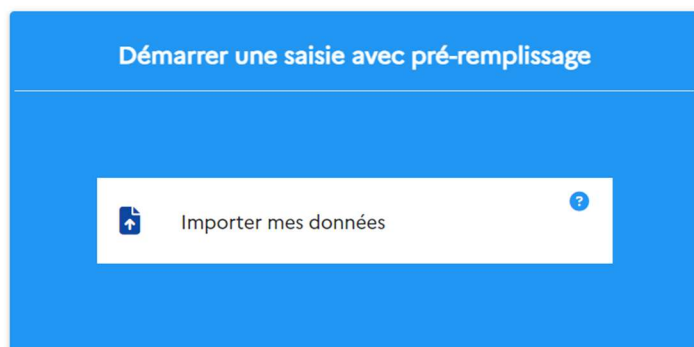 Démarrer une saisie avec pré-remplissage
?
Importer mes données